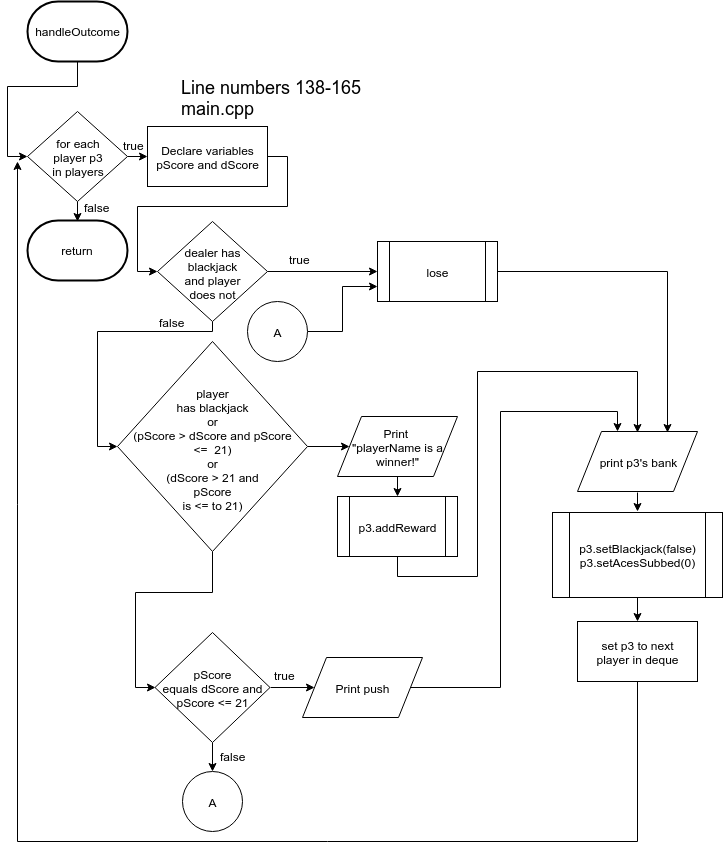 handleOutcome
Line numbers 138-165
main.cpp
for each
player p3
in players
true
Declare variables
pScore and dScore
false
return
dealer has
blackjack
and player
does not
true
lose
false
A
player
has blackjack
or
(pScore > dScore and pScore
<= 21)
or
(dScore > 21 and
pScore
is <= to 21)
Print
"playerName is a
winner!"
print p3's bank
p3.addReward
p3.setBlackjack(false)
p3.setAcesSubbed(0)
set p3 to next
player in deque
pScore
equals dScore and
pScore <= 21
true
Print push
false
A